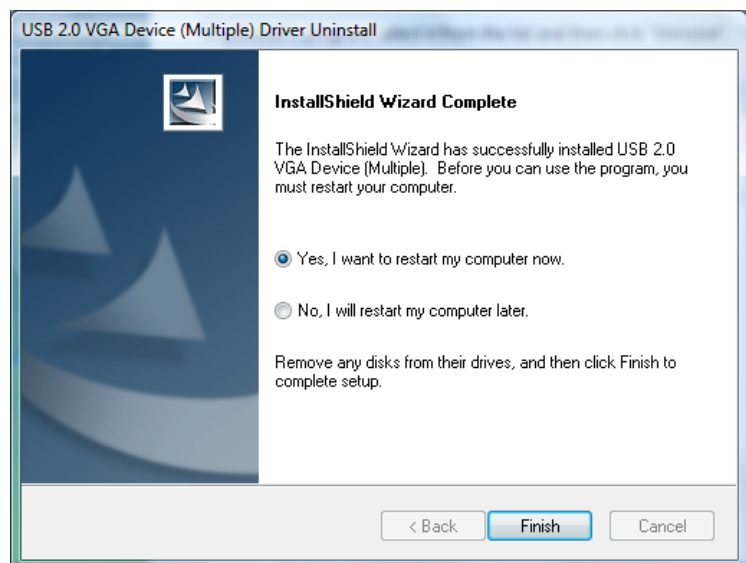 USB 2.0 VGA Device (Multiple) Driver Uninstall
InstallShield Wizard Complete
The InstallShield Wizard has successfully installed USB 2.0
VGA Device (Multiple). Before you can use the program, you
must restart your computer.
Yes, I want to restart my computer now.
No, I will restart my computer later.
Remove any disks from their drives, and then click Finish to
complete setup.
< Back
Finish
Cancel